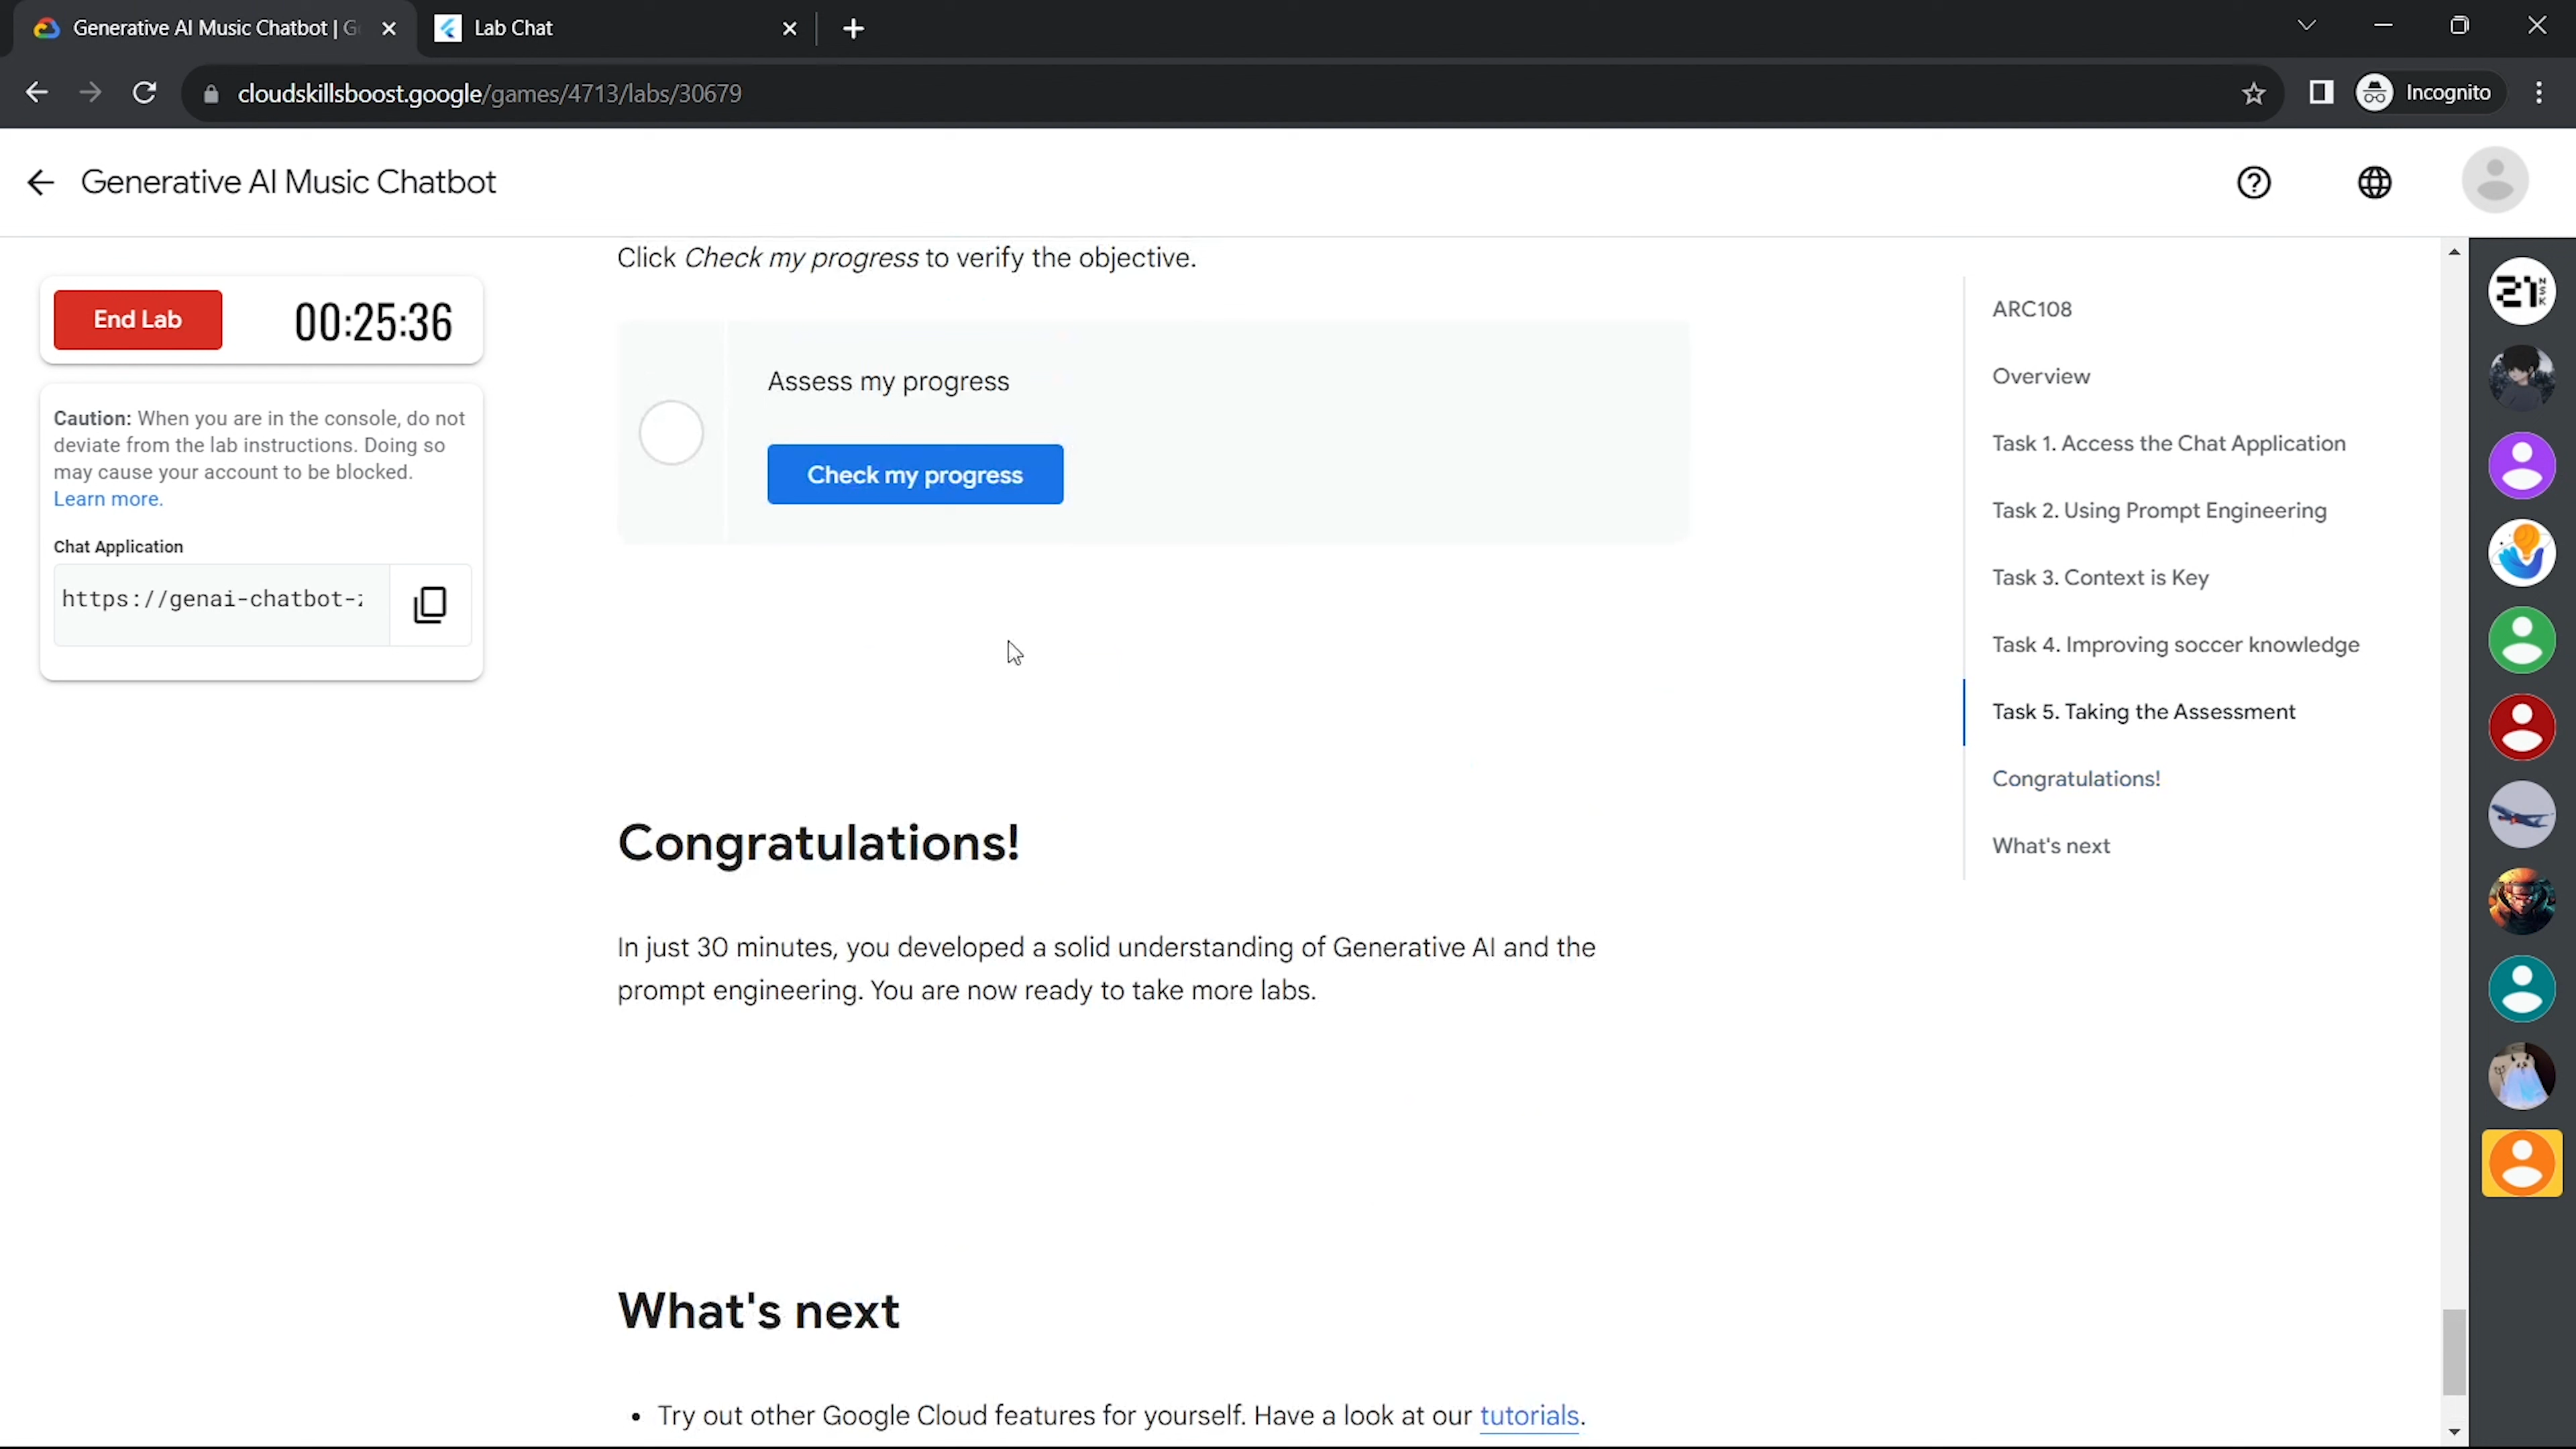 Generative AI Music Chatbot | G
Lab Chat
cloudskillsboost.google/games/4713/labs/30679
Incognito
Generative AI Music Chatbot
End Lab
00:25:36
Caution: When you are in the console, do not
deviate from the lab instructions. Doing so
may cause your account to be blocked.
Learn more.
Chat Application
https://genai-chatbot-z
Click Check my progress to verify the objective.
Assess my progress
Check my progress
Congratulations!
In just 30 minutes, you developed a solid understanding of Generative AI and the
prompt engineering. You are now ready to take more labs.
What's next
• Try out other Google Cloud features for yourself. Have a look at our tutorials.
ARC108
Overview
Task 1. Access the Chat Application
Task 2. Using Prompt Engineering
Task 3. Context is Key
Task 4. Improving soccer knowledge
Task 5. Taking the Assessment
Congratulations!
What's next
21 NSK